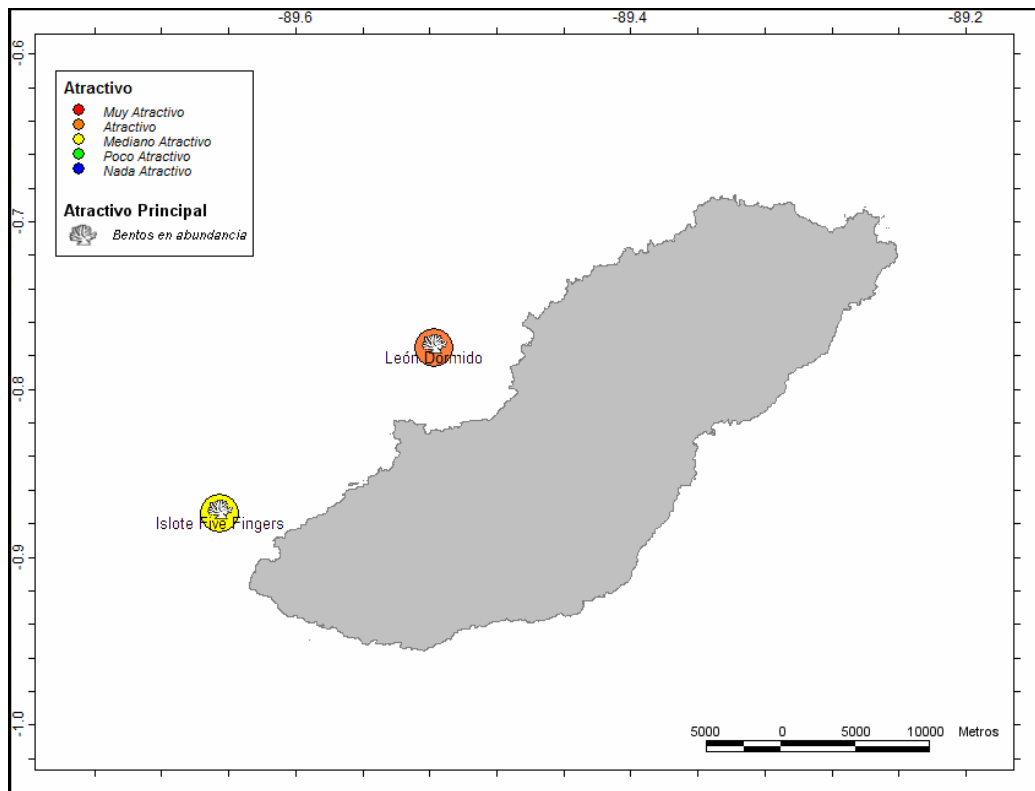 -89.6 -89.4 -89.2
-0.6
Atractivo
Muy Atractivo
Atractivo
Mediano Atractivo
Poco Atractivo
Nada Atractivo
Atractivo Principal
Bentos en abundancia
-0.7
León Dormido
-0.8
Islote Five Fingers
-0.9
-1.0
5000 0 5000 10000 Metros